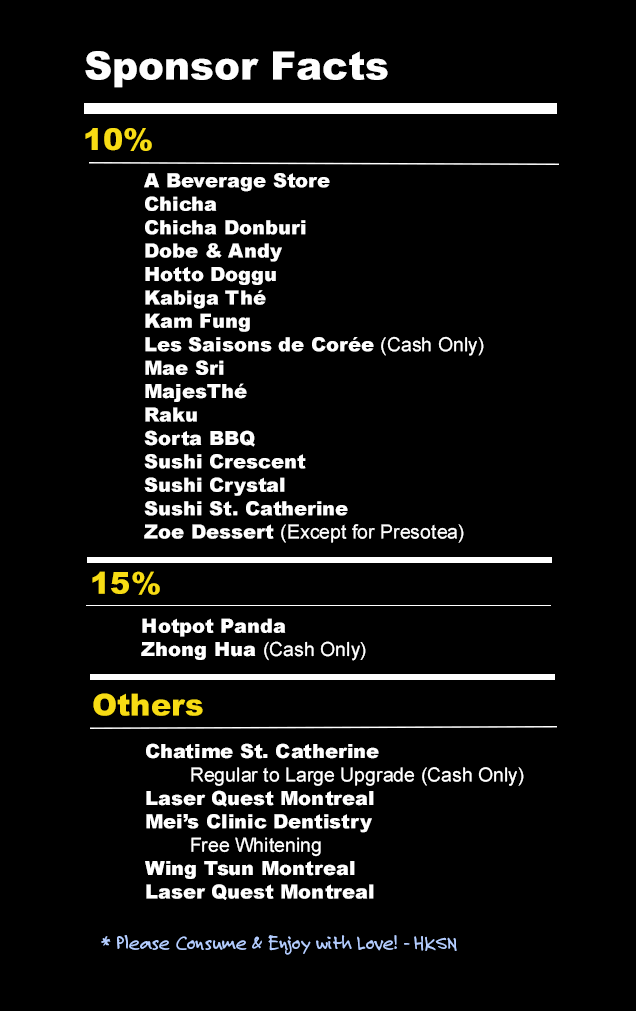 Sponsor Facts
10%
A Beverage Store
Chicha
Chicha Donburi
Dobe & Andy
Hotto Doggu
Kabiga Thé
Kam Fung
Les Saisons de Corée (Cash Only)
Mae Sri
MajesThé
Raku
Sorta BBQ
Sushi Crescent
Sushi Crystal
Sushi St. Catherine
Zoe Dessert (Except for Presotea)
15%
Hotpot Panda
Zhong Hua (Cash Only)
Others
Chatime St. Catherine
Regular to Large Upgrade (Cash Only)
Laser Quest Montreal
Mei's Clinic Dentistry
Free Whitening
Wing Tsun Montreal
Laser Quest Montreal
* Please Consume & Enjoy with Love! - HKSN